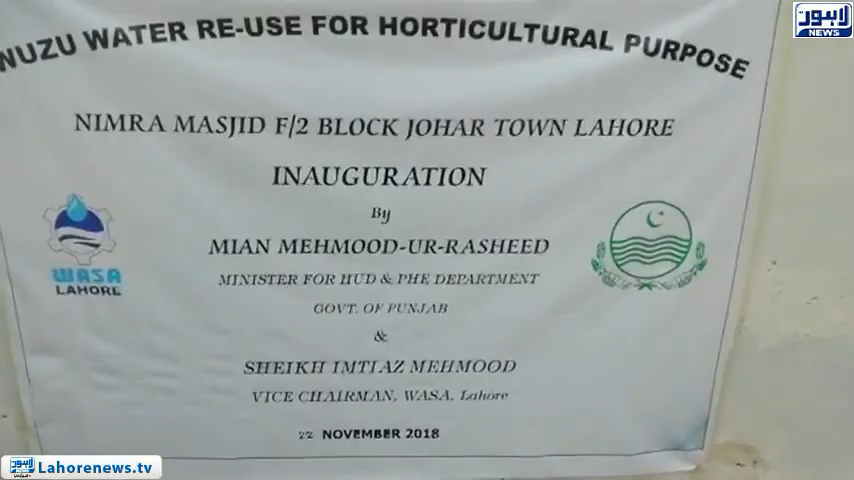 NUZU WATER RE-USE FOR HORTICULTURAL PURPOSE
لاہور
NEWS
NIMRA MASJID F/2 BLOCK JOHAR TOWN LAHORE
INAUGURATION
By
MIAN MEHMOOD-UR-RASHEED
MINISTER FOR HUD & PHE DEPARTMENT
GOVT. OF PUNJAB
&
SHEIKH IMTIAZ MEHMOOD
VICE CHAIRMAN, WASA, Lahore
22 NOVEMBER 2018
WASA
LAHORE
لاہور
Lahorenews.tv